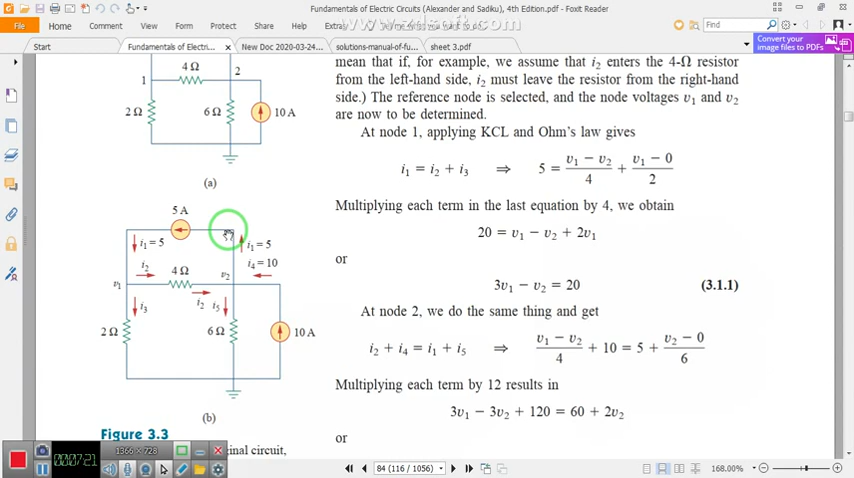 Fundamentals of Electric Circuits (Alexander and Sadiku), 4th Edition.pdf - Foxit Reader
www.zdsoft.com
File
Home
Comment
View
Form
Protect
Share
Help
Extras
Find
Start
Fundamentals of Electri...
New Doc 2020-03-24...
solutions-manual-of-fu...
sheet 3.pdf
Convert your
image files to PDFs
mean that if, for example, we assume that i₂ enters the 4-Ω resistor
from the left-hand side, i₂ must leave the resistor from the right-hand
side.) The reference node is selected, and the node voltages v₁ and v₂
are now to be determined.
At node 1, applying KCL and Ohm's law gives
i₁ = i₂ + i₃ ⇒ 5 = (v₁ − v₂)/4 + (v₁ − 0)/2
Multiplying each term in the last equation by 4, we obtain
20 = v₁ − v₂ + 2v₁
or
3v₁ − v₂ = 20 (3.1.1)
At node 2, we do the same thing and get
i₂ + i₄ = i₁ + i₅ ⇒ (v₁ − v₂)/4 + 10 = 5 + (v₂ − 0)/6
Multiplying each term by 12 results in
3v₁ − 3v₂ + 120 = 60 + 2v₂
or
1
4 Ω
2
2 Ω
6 Ω
10 A
(a)
5 A
i₁ = 5
i₁ = 5
i₂
i₄ = 10
4 Ω
v₂
v₁
i₃
i₂
i₅
2 Ω
6 Ω
10 A
(b)
Figure 3.3
ginal circuit,
1366 x 728
00:07:21
84 (116 / 1056)
168.00%